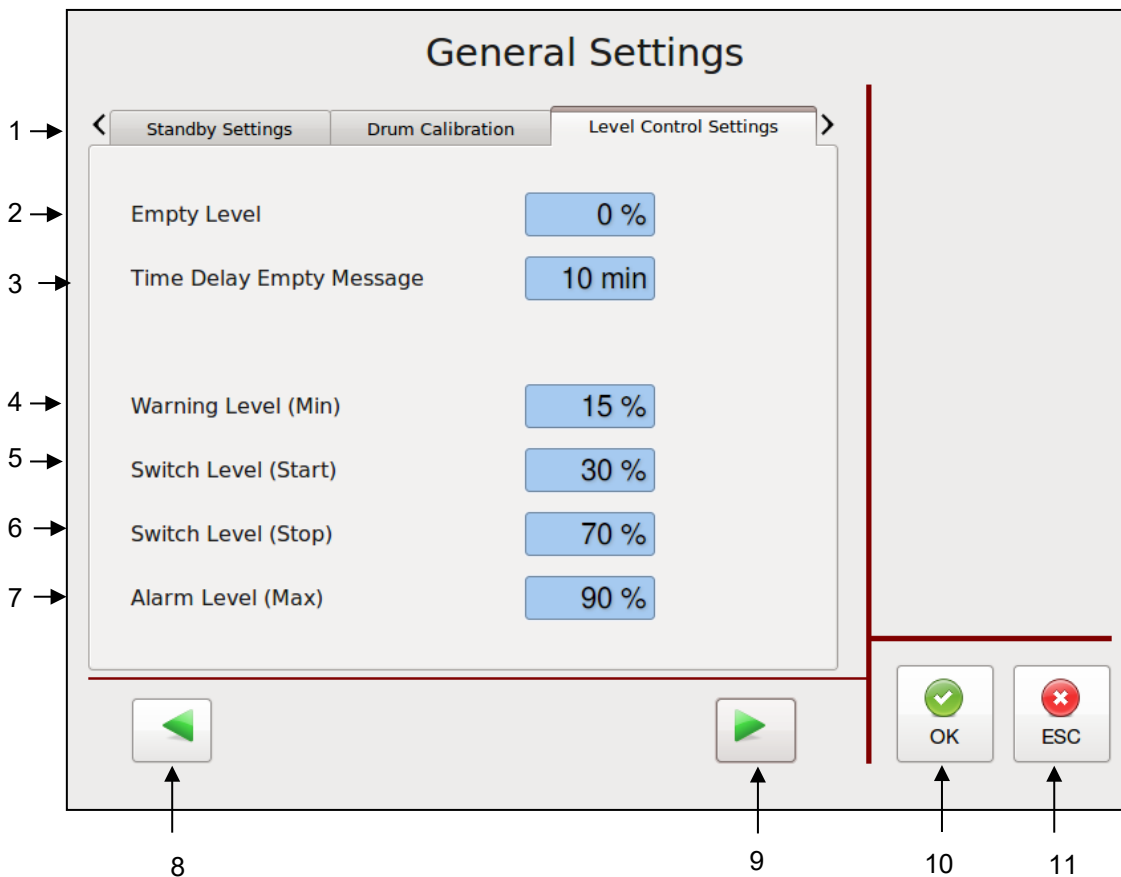 General Settings
1 Standby Settings Drum Calibration Level Control Settings
2 Empty Level 0 %
3 Time Delay Empty Message 10 min
4 Warning Level (Min) 15 %
5 Switch Level (Start) 30 %
6 Switch Level (Stop) 70 %
7 Alarm Level (Max) 90 %
OK ESC
8 9 10 11